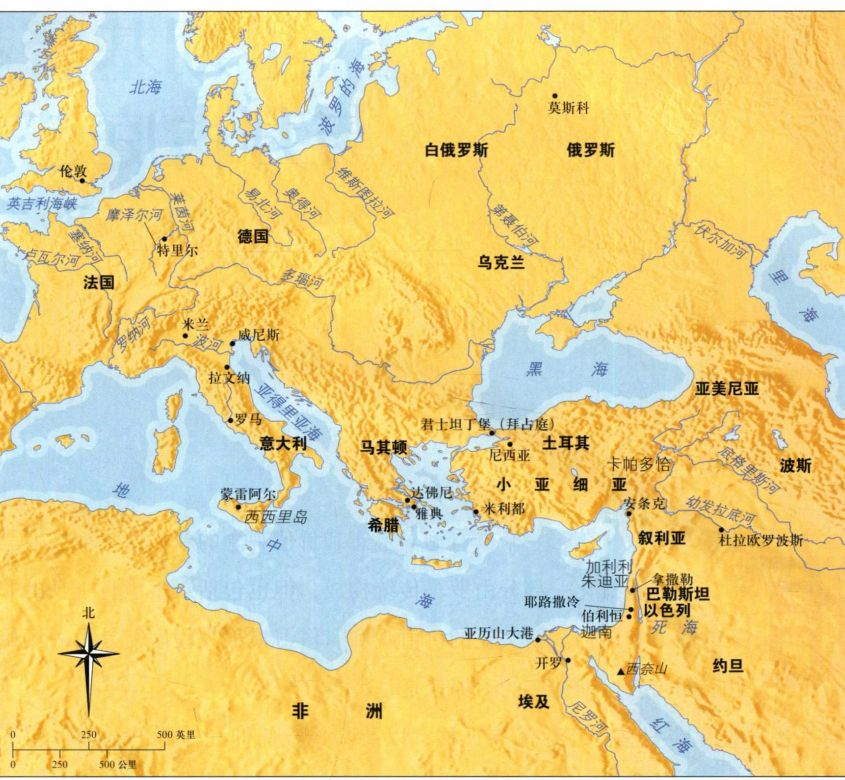 北海
波罗的海
莫斯科
白俄罗斯
俄罗斯
伦敦
英吉利海峡
摩泽尔河
莱茵河
易北河
奥得河
维斯图拉河
第聂伯河
塞纳河
特里尔
德国
卢瓦尔河
法国
乌克兰
伏尔加河
里海
多瑙河
罗纳河
米兰
波河
威尼斯
拉文纳
黑海
亚得里亚海
亚美尼亚
罗马
意大利
马其顿
君士坦丁堡（拜占庭）
尼西亚
土耳其
卡帕多恰
波斯
底格里斯河
小亚细亚
地中海
蒙雷阿尔
西西里岛
达佛尼
雅典
希腊
米利都
安条克
幼发拉底河
叙利亚
杜拉欧罗波斯
加利利
朱迪亚
拿撒勒
巴勒斯坦
耶路撒冷
以色列
伯利恒
死海
迦南
亚历山大港
开罗
西奈山
约旦
埃及
尼罗河
红海
非洲
北
0 250 500 英里
0 250 500 公里